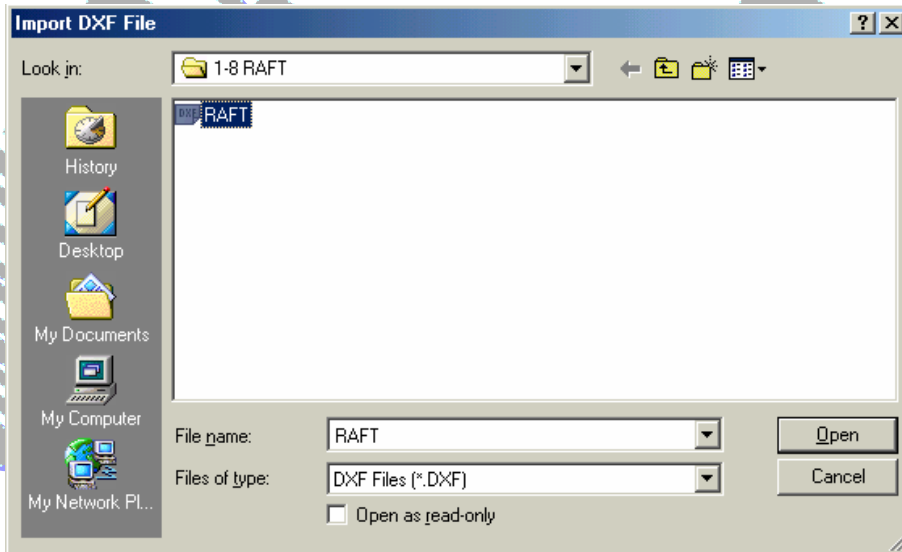 Import DXF File
Look in:
1-8 RAFT
DXF RAFT
History
Desktop
My Documents
My Computer
My Network Pl...
File name:
RAFT
Open
Files of type:
DXF Files (*.DXF)
Cancel
Open as read-only